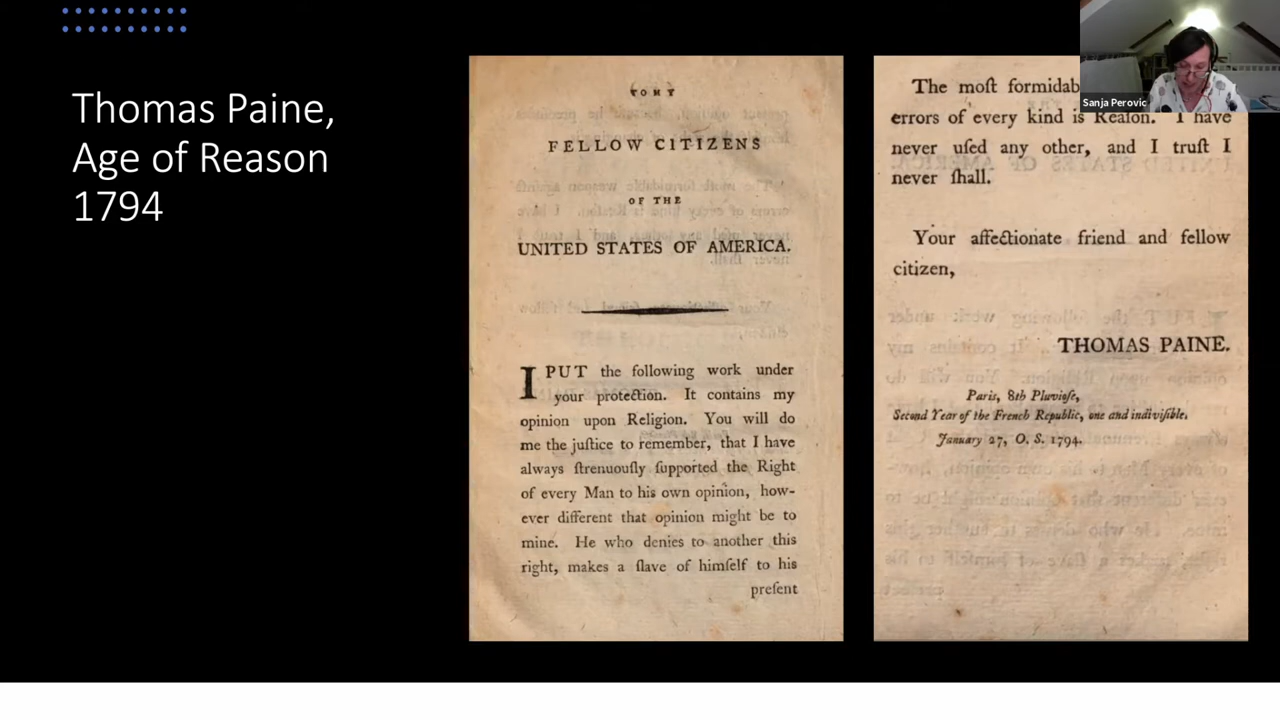 Thomas Paine,
Age of Reason
1794
TO MY
FELLOW CITIZENS
OF THE
UNITED STATES OF AMERICA.
I PUT the following work under
your protection. It contains my
opinion upon Religion. You will do
me the juſtice to remember, that I have
always ſtrenuouſly ſupported the Right
of every Man to his own opinion, how-
ever different that opinion might be to
mine. He who denies to another this
right, makes a ſlave of himſelf to his
preſent
The moſt formidab
errors of every kind is Reaſon. I have
never uſed any other, and I truſt I
never ſhall.
Your affectionate friend and fellow
citizen,
THOMAS PAINE.
Paris, 8th Pluvioſe,
Second Year of the French Republic, one and indiviſible.
January 27, O. S. 1794.
Sanja Perovic